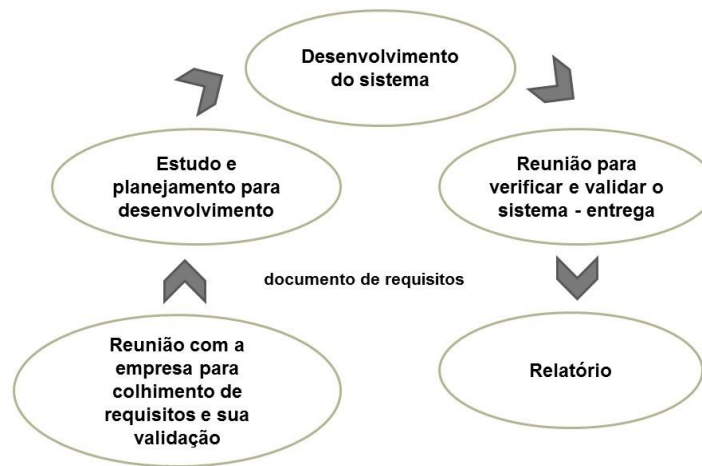 Desenvolvimento
do sistema
Estudo e
planejamento para
desenvolvimento
Reunião para
verificar e validar o
sistema - entrega
documento de requisitos
Reunião com a
empresa para
colhimento de
requisitos e sua
validação
Relatório